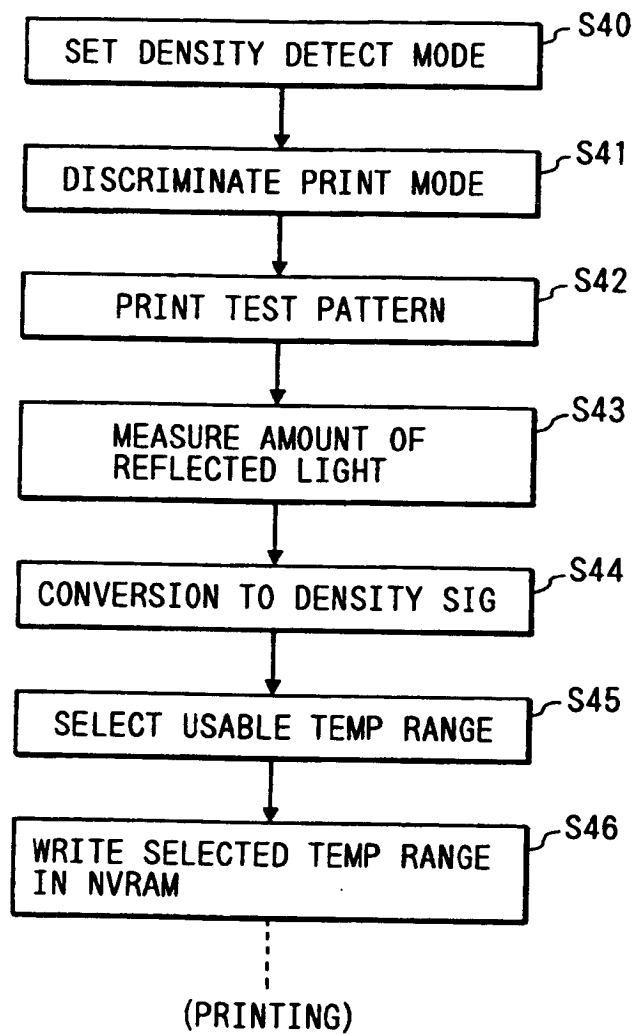 S40
SET DENSITY DETECT MODE
S41
DISCRIMINATE PRINT MODE
S42
PRINT TEST PATTERN
S43
MEASURE AMOUNT OF
REFLECTED LIGHT
S44
CONVERSION TO DENSITY SIG
S45
SELECT USABLE TEMP RANGE
S46
WRITE SELECTED TEMP RANGE
IN NVRAM
(PRINTING)